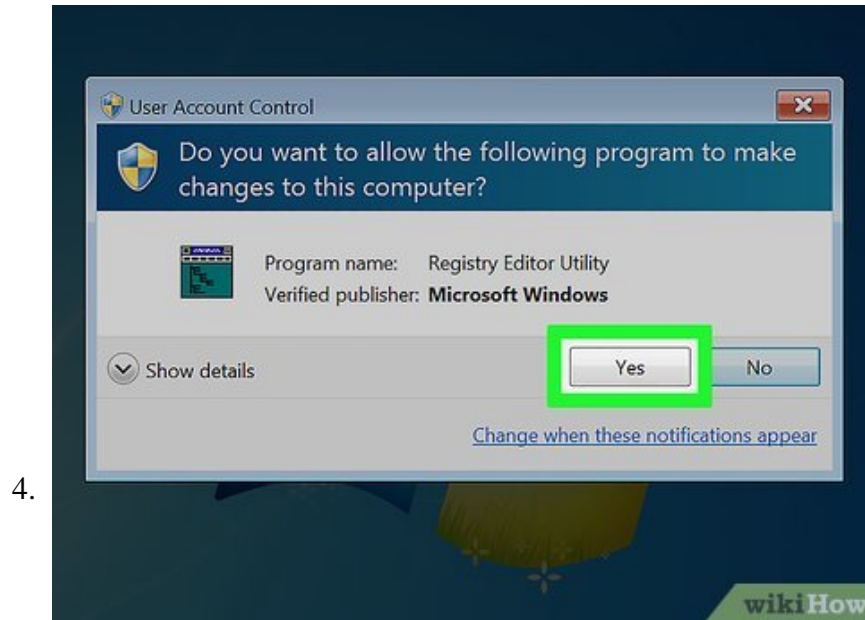 User Account Control
Do you want to allow the following program to make
changes to this computer?
Program name: Registry Editor Utility
Verified publisher: Microsoft Windows
Show details
Yes
No
Change when these notifications appear
4.
wikiHow